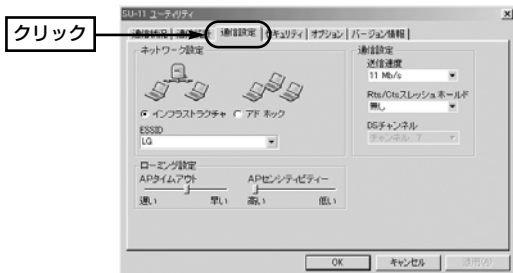 SU-11 ユーティリティ
クリック
通信設定
セキュリティ
オプション
バージョン情報
ネットワーク設定
インフラストラクチャ
アド ホック
ESSID
LG
通信設定
送信速度
11 Mb/s
Rts/Ctsスレッショホールド
無し
DSチャンネル
チャンネル 7
ローミング設定
APタイムアウト
遅い 早い
APセンシティビティー
高い 低い
OK
キャンセル
適用(A)